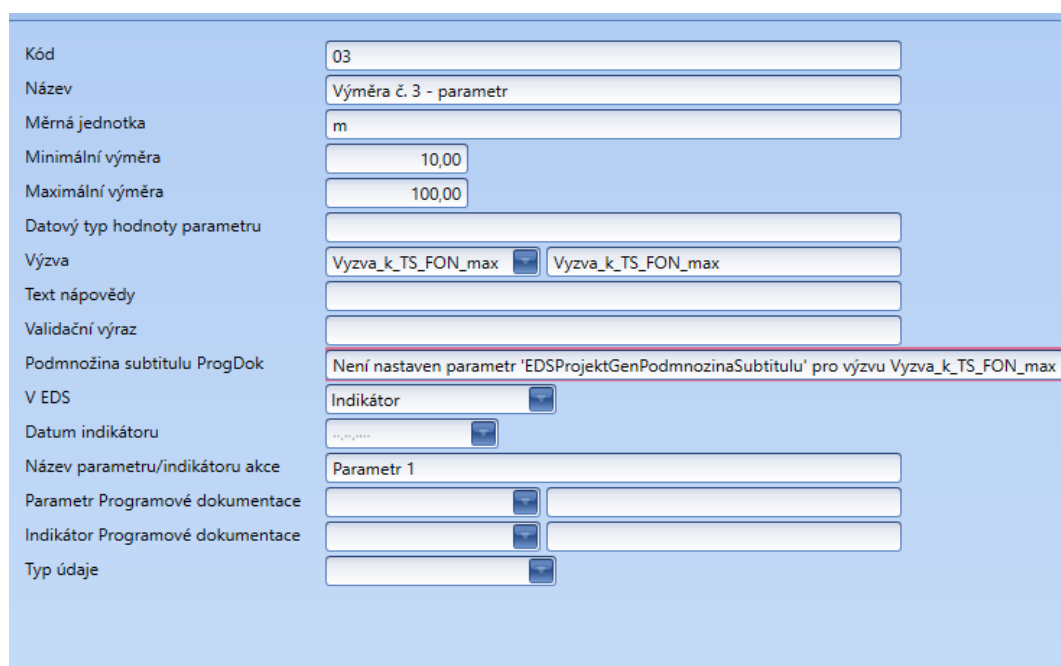 Kód 03
Název Výměra č. 3 - parametr
Měrná jednotka m
Minimální výměra 10,00
Maximální výměra 100,00
Datový typ hodnoty parametru
Výzva Vyzva_k_TS_FON_max Vyzva_k_TS_FON_max
Text nápovědy
Validační výraz
Podmnožina subtitulu ProgDok Není nastaven parametr 'EDSProjektGenPodmnozinaSubtitulu' pro výzvu Vyzva_k_TS_FON_max
V EDS Indikátor
Datum indikátoru ..,..,....
Název parametru/indikátoru akce Parametr 1
Parametr Programové dokumentace
Indikátor Programové dokumentace
Typ údaje